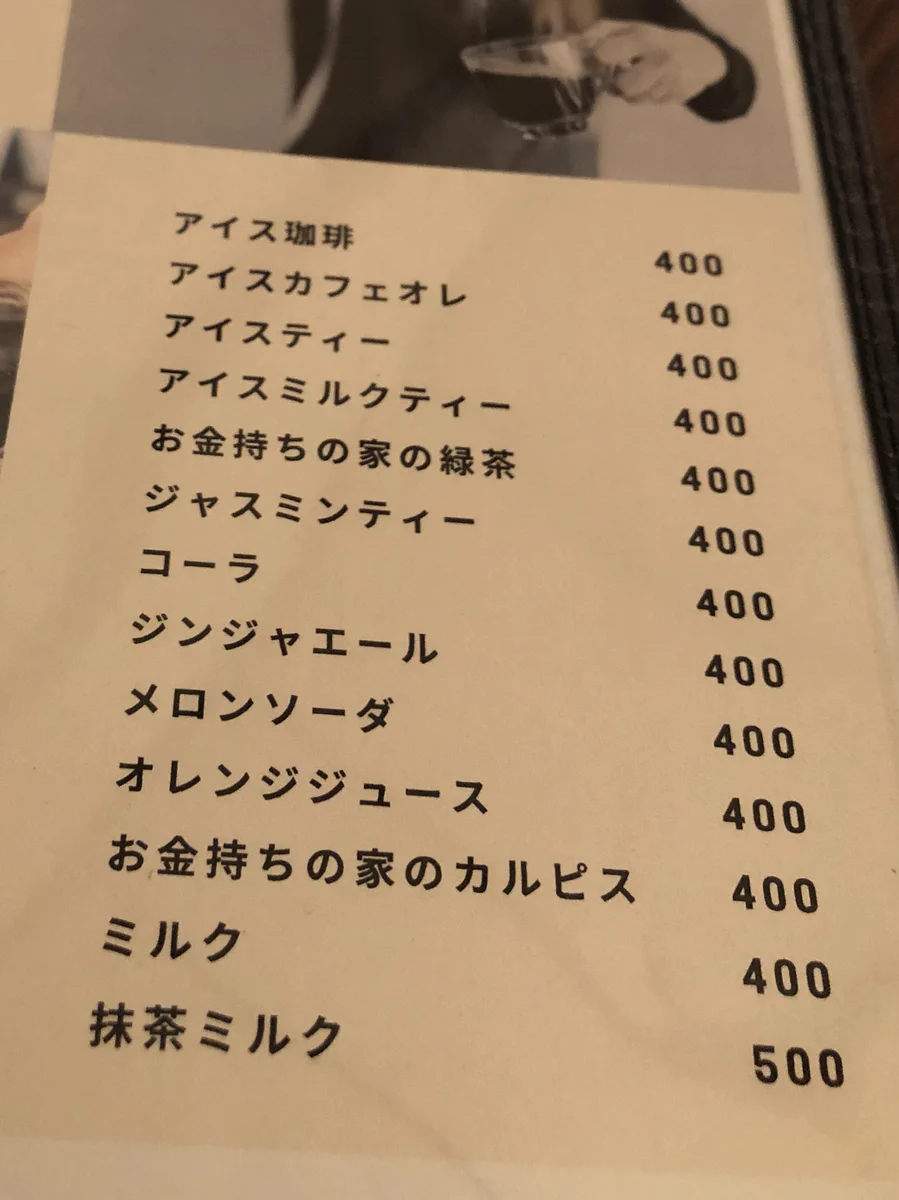 アイス珈琲 400
アイスカフェオレ 400
アイスティー 400
アイスミルクティー 400
お金持ちの家の緑茶 400
ジャスミンティー 400
コーラ 400
ジンジャエール 400
メロンソーダ 400
オレンジジュース 400
お金持ちの家のカルピス 400
ミルク 400
抹茶ミルク 500